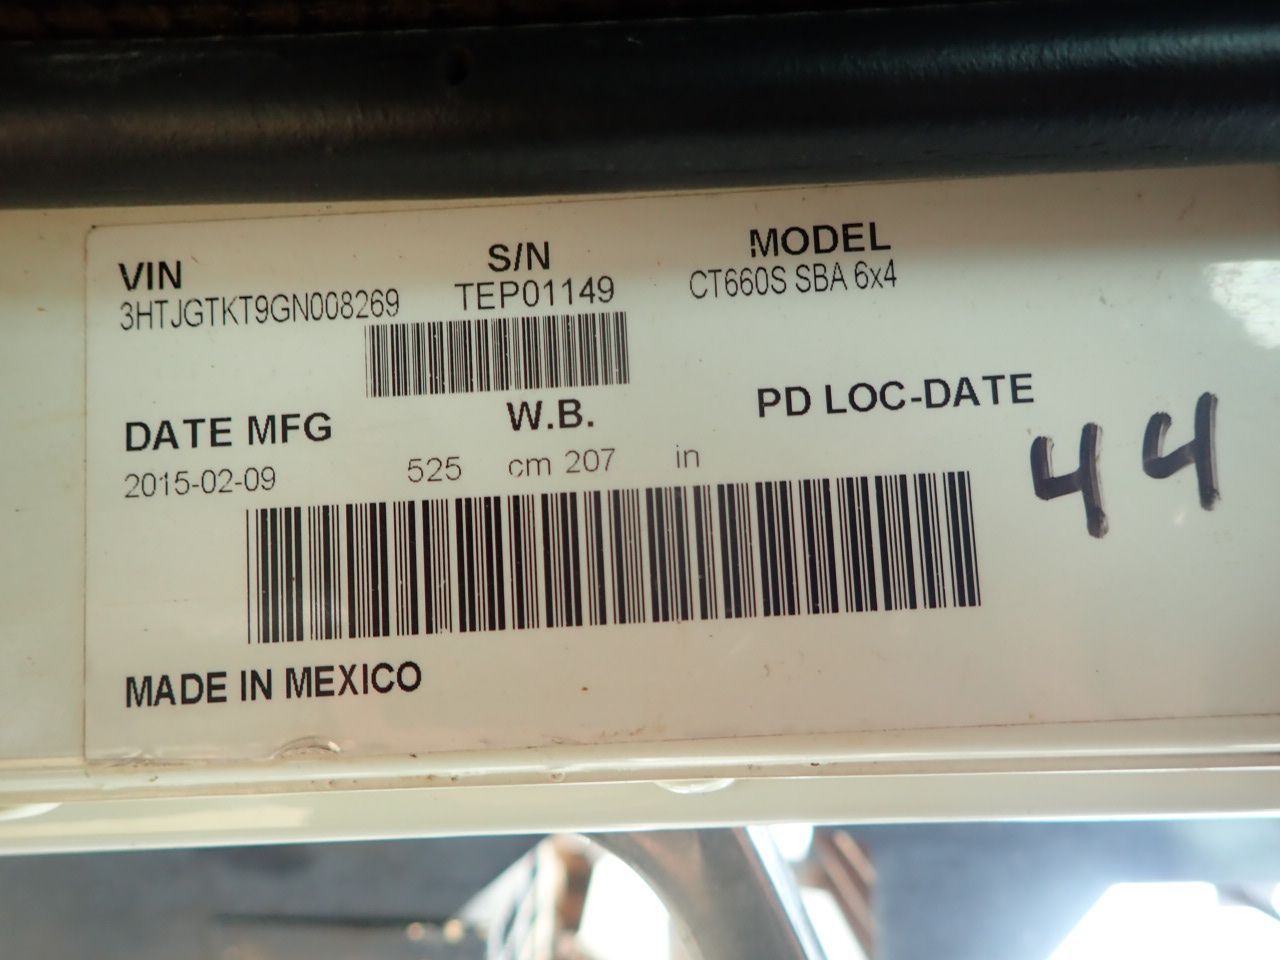 VIN
3HTJGTKT9GN008269
S/N
TEP01149
MODEL
CT660S SBA 6x4
DATE MFG
2015-02-09
W.B.
525 cm 207 in
PD LOC-DATE
44
MADE IN MEXICO